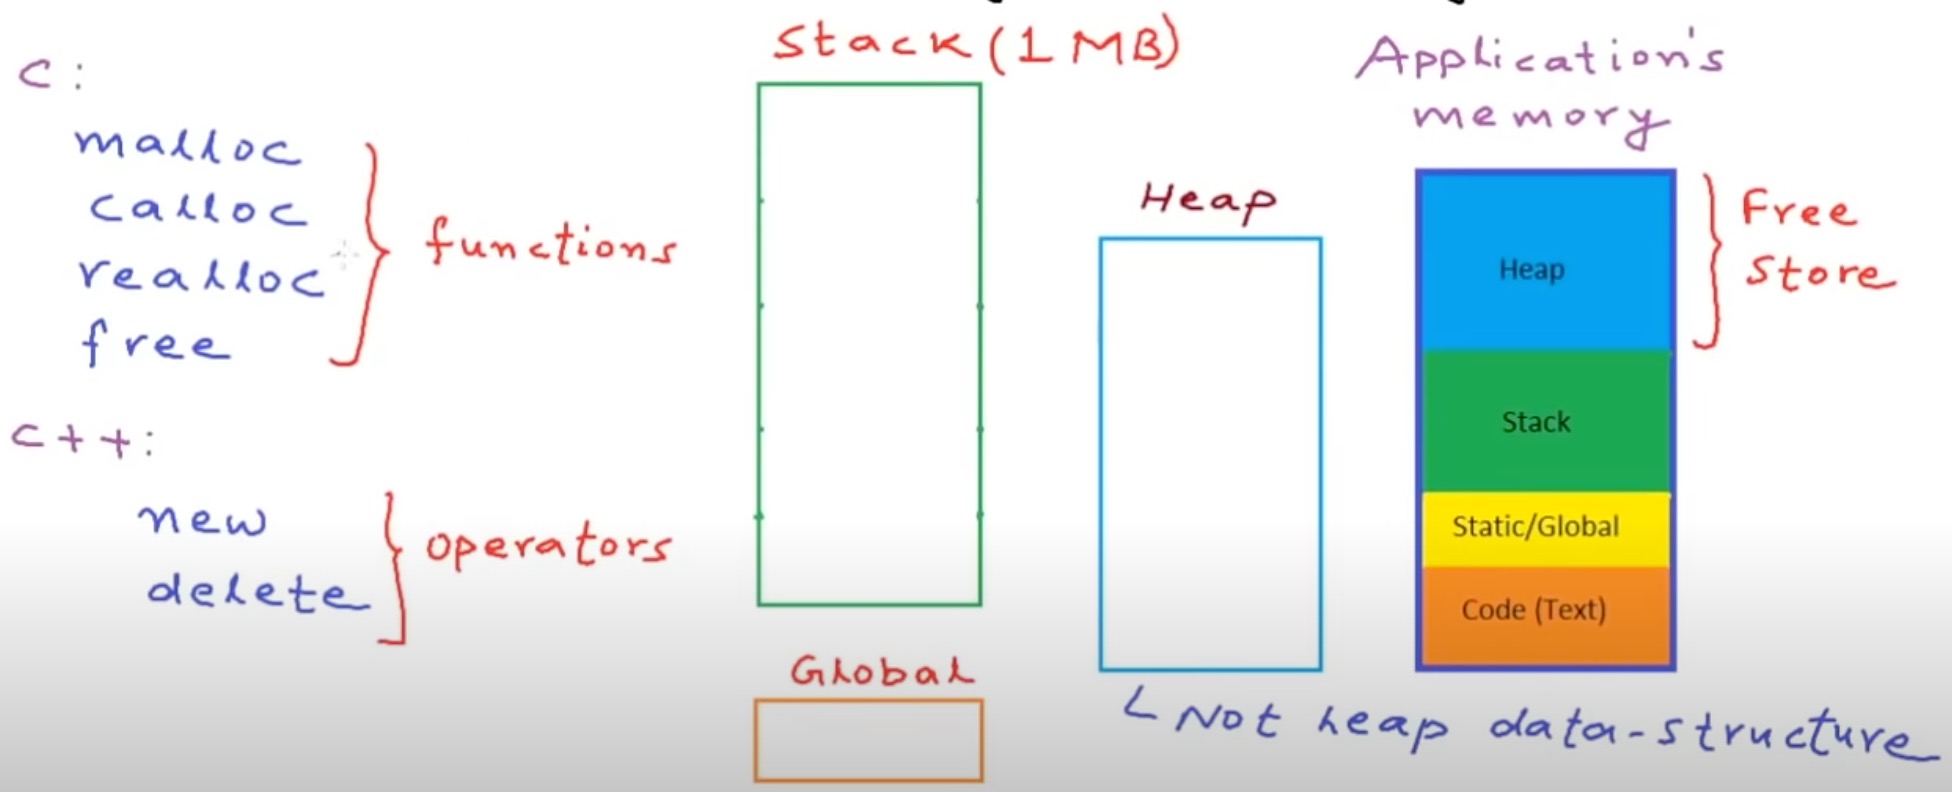 C:
malloc
calloc
realloc
free
functions
C++:
new
delete
operators
Stack (1 MB)
Global
Heap
Not heap data-structure
Application's
memory
Heap
Stack
Static/Global
Code (Text)
Free
Store